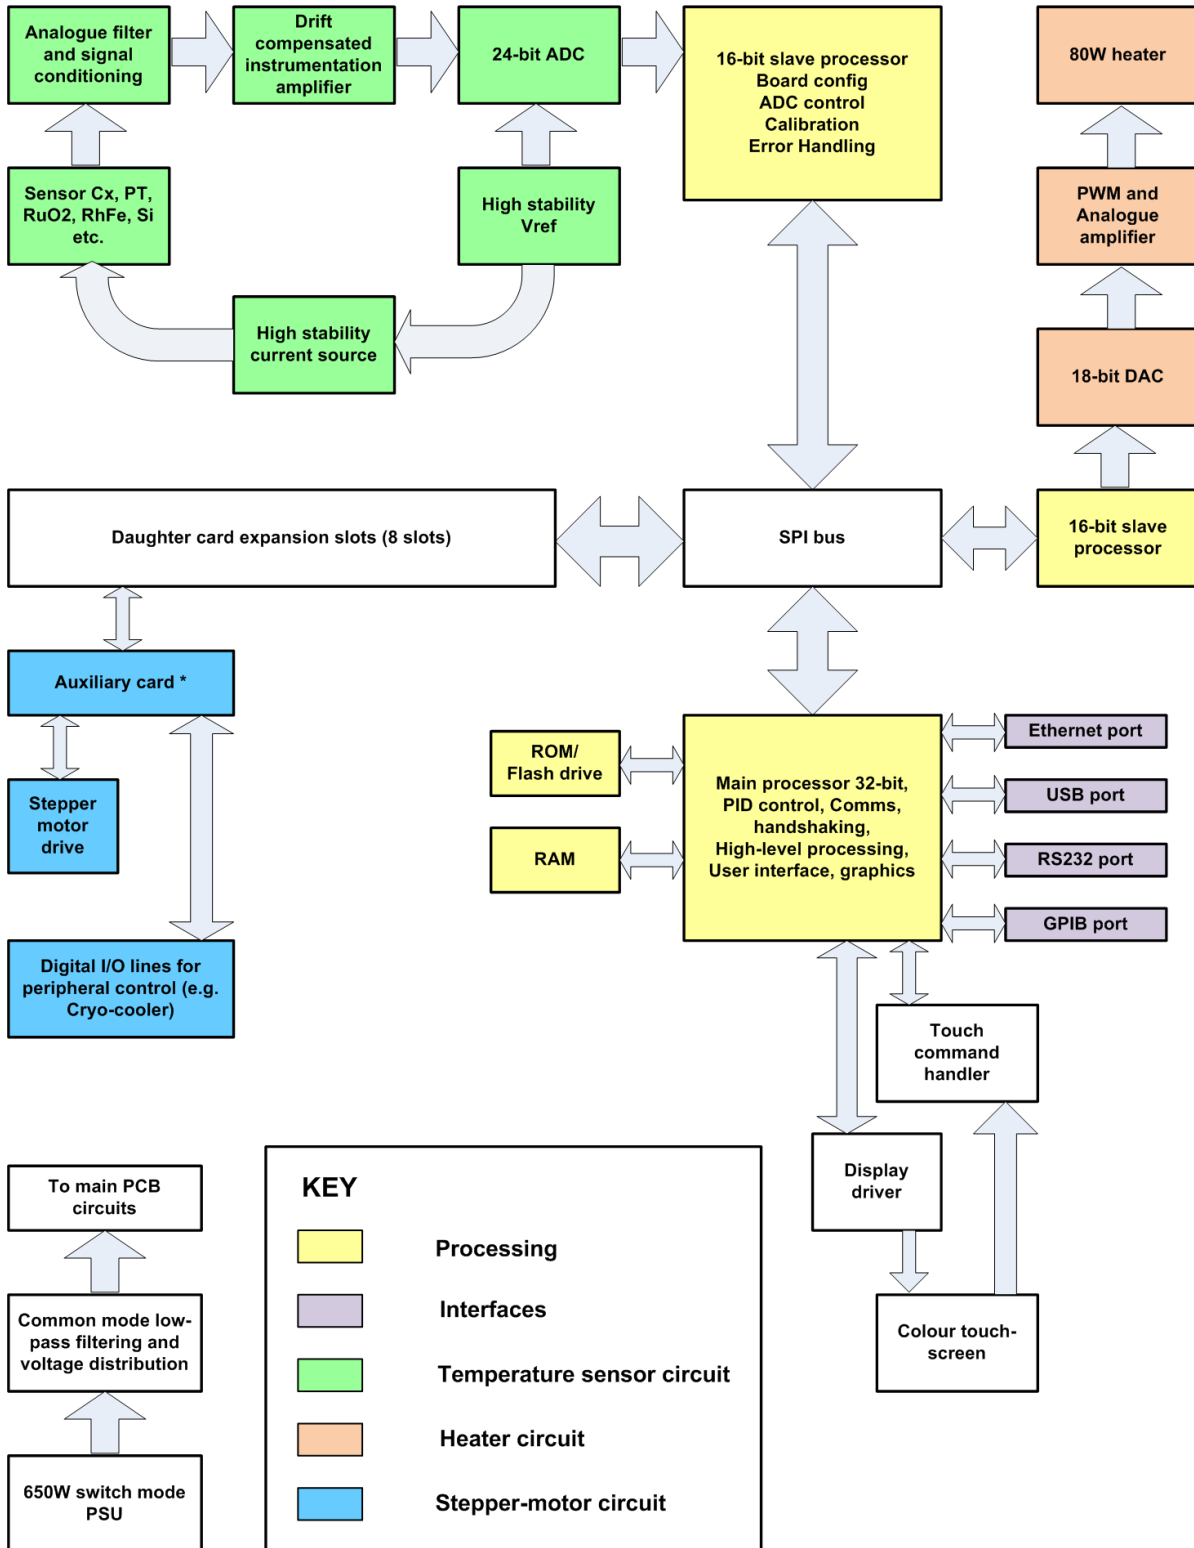 Analogue filter
and signal
conditioning
Drift
compensated
instrumentation
amplifier
24-bit ADC
16-bit slave processor
Board config
ADC control
Calibration
Error Handling
80W heater
Sensor Cx, PT,
RuO2, RhFe, Si
etc.
High stability
Vref
PWM and
Analogue
amplifier
High stability
current source
18-bit DAC
Daughter card expansion slots (8 slots)
SPI bus
16-bit slave
processor
Auxiliary card *
Stepper
motor
drive
Digital I/O lines for
peripheral control (e.g.
Cryo-cooler)
ROM/
Flash drive
RAM
Main processor 32-bit,
PID control, Comms,
handshaking,
High-level processing,
User interface, graphics
Ethernet port
USB port
RS232 port
GPIB port
Touch
command
handler
Display
driver
Colour touch-
screen
To main PCB
circuits
Common mode low-
pass filtering and
voltage distribution
650W switch mode
PSU
KEY
Processing
Interfaces
Temperature sensor circuit
Heater circuit
Stepper-motor circuit